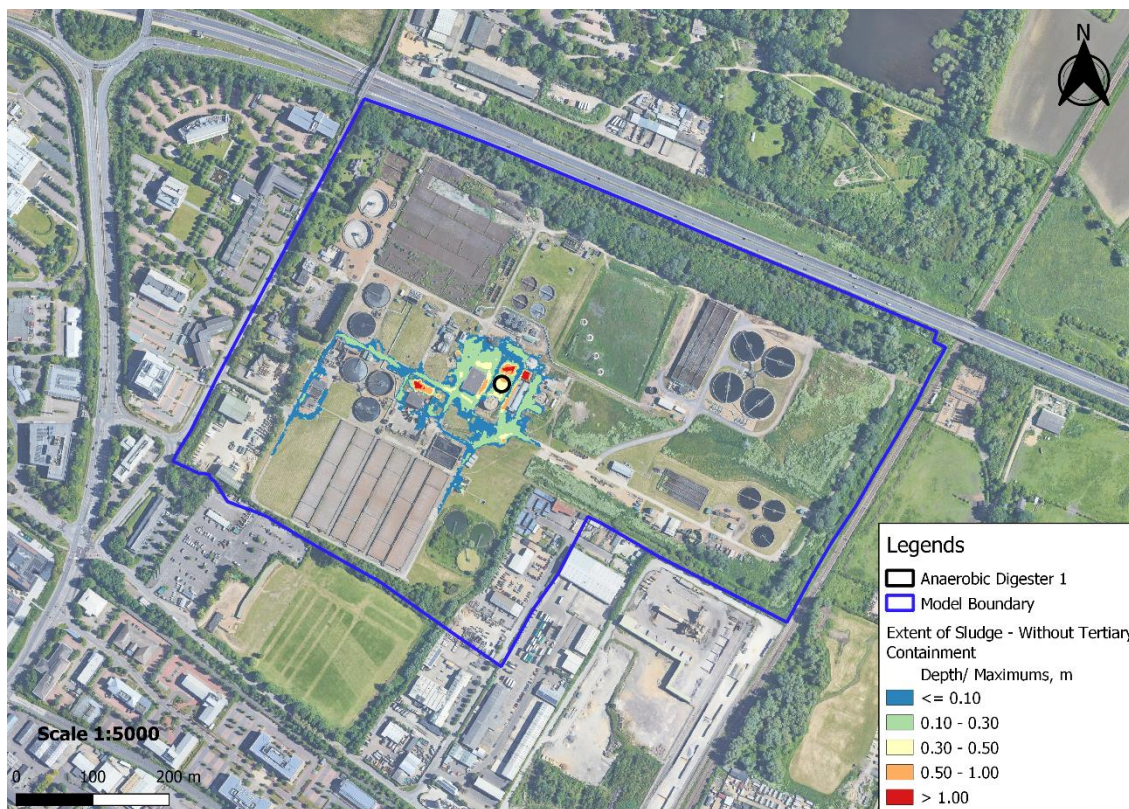 N
Legends
Anaerobic Digester 1
Model Boundary
Extent of Sludge - Without Tertiary
Containment
Depth/ Maximums, m
<= 0.10
0.10 - 0.30
0.30 - 0.50
0.50 - 1.00
> 1.00
Scale 1:5000
0 100 200 m